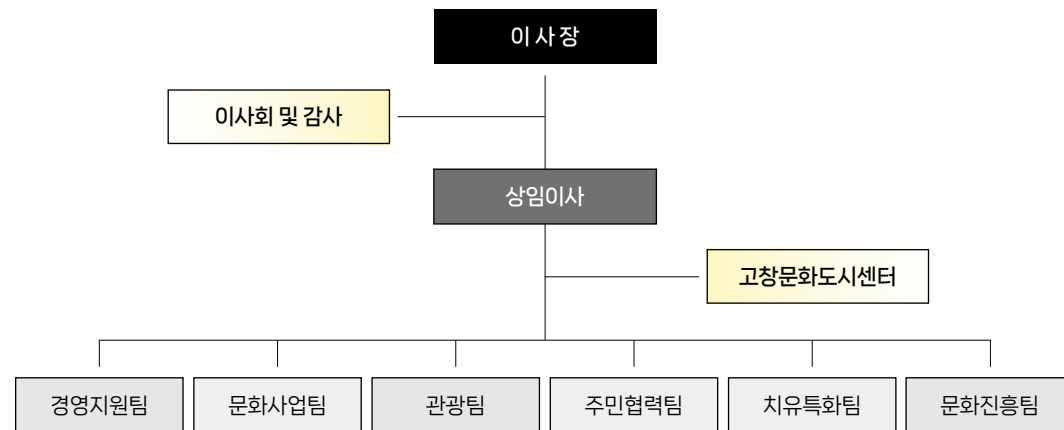 이사장
이사회 및 감사
상임이사
고창문화도시센터
경영지원팀
문화사업팀
관광팀
주민협력팀
치유특화팀
문화진흥팀